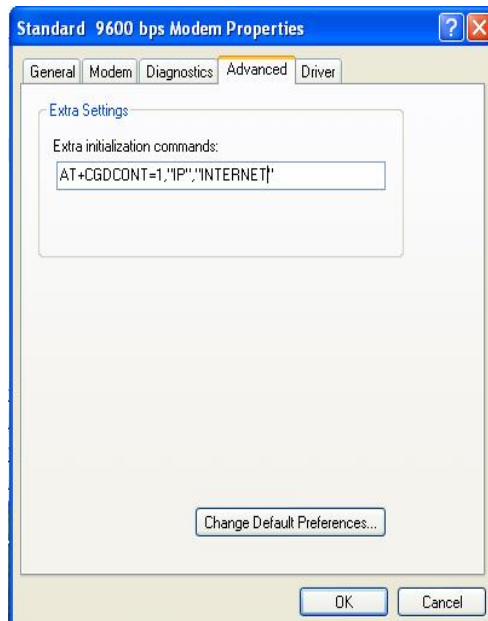 Standard 9600 bps Modem Properties
General Modem Diagnostics Advanced Driver
Extra Settings
Extra initialization commands:
AT+CGDCONT=1,"IP","INTERNET"
Change Default Preferences...
OK Cancel